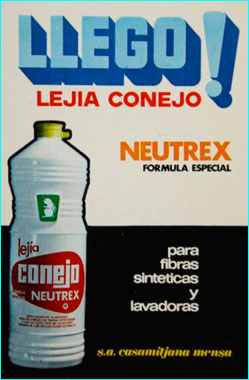 LLEGO!
LEJIA CONEJO
NEUTREX
FORMULA ESPECIAL
para
fibras
sinteticas
y
lavadoras
s.a. casamitjana mensa
lejia
conejo
NEUTREX